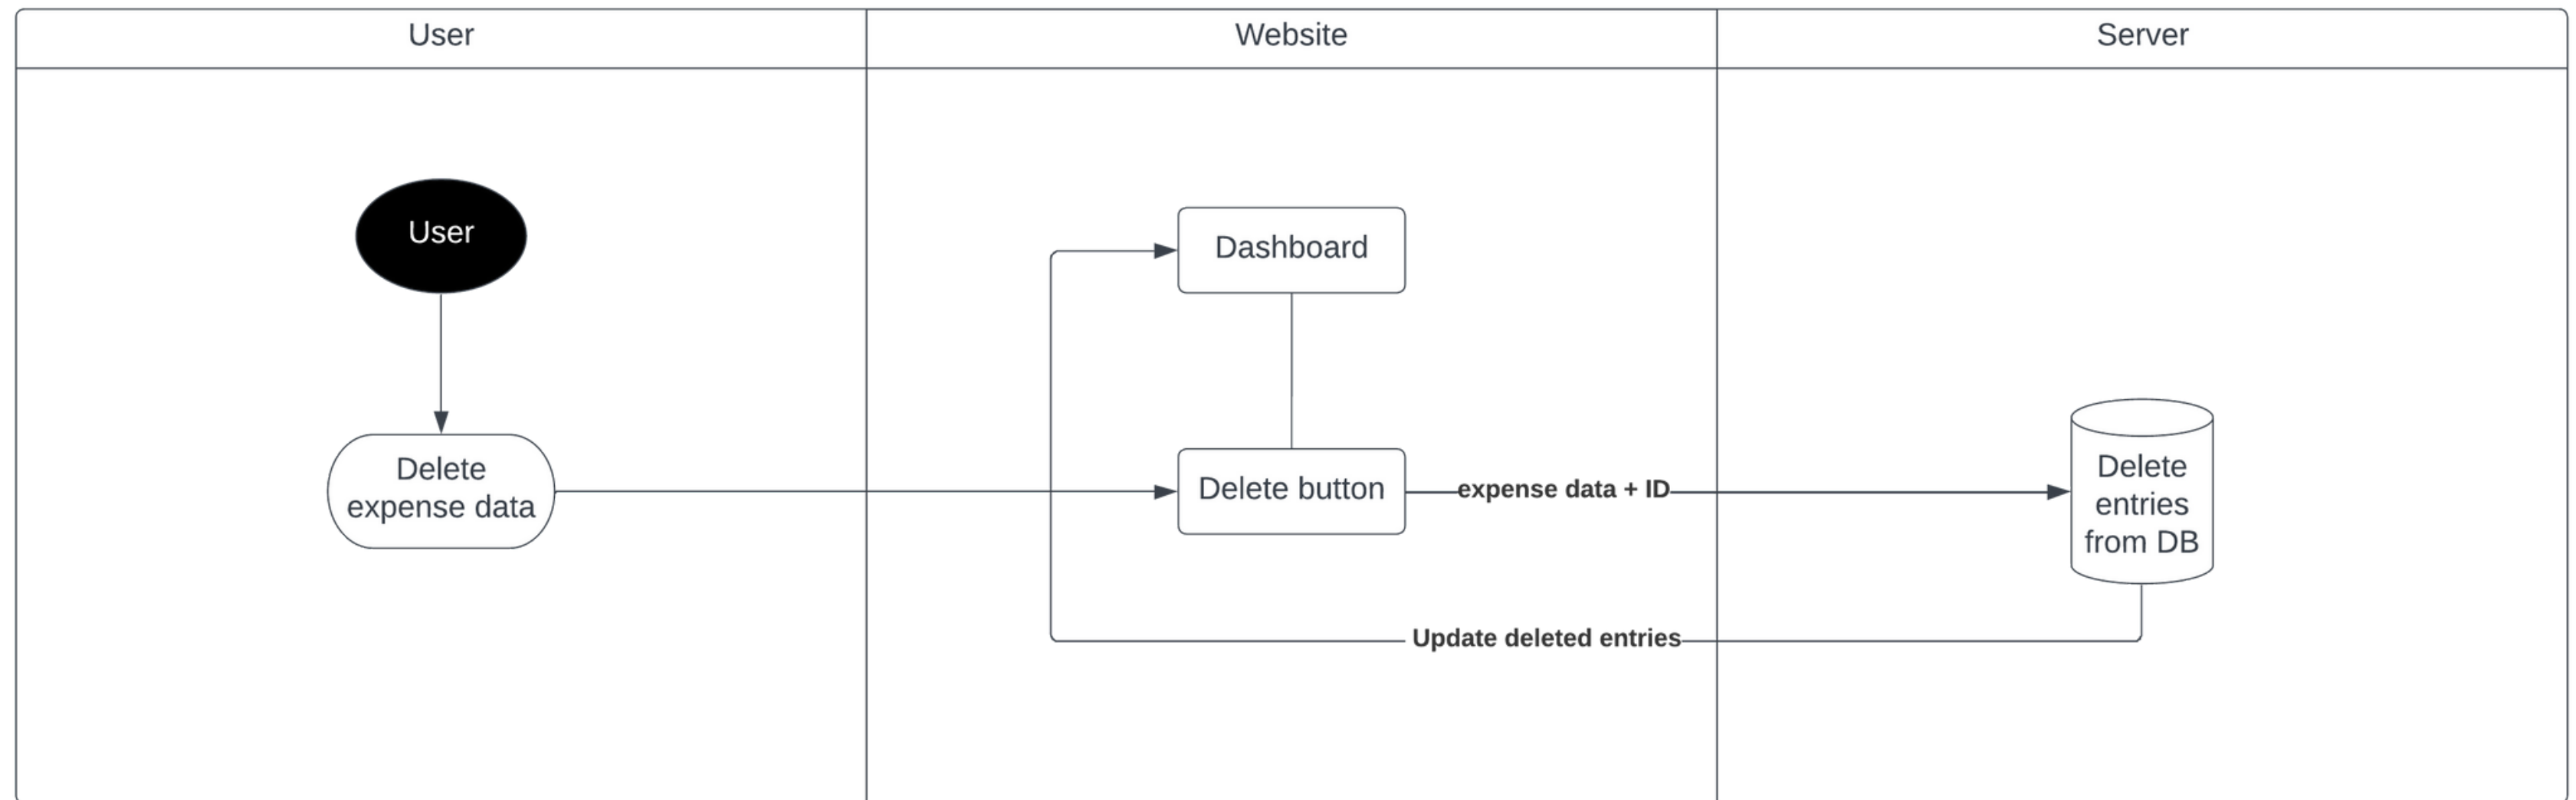 User
Website
Server
User
Dashboard
Delete
expense data
Delete button
expense data + ID
Delete
entries
from DB
Update deleted entries